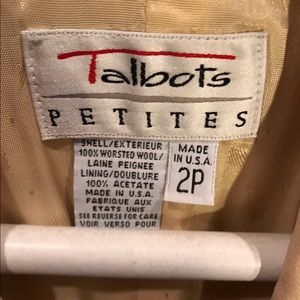 Talbots
PETITES
SHELL/EXTERIEUR
100% WORSTED WOOL/
LAINE PEIGNEE
LINING/DOUBLURE
100% ACETATE
MADE IN U.S.A.
FABRIQUE AUX
ETATS UNIS
SEE REVERSE FOR CARE
VOIR VERSO POUR
MADE
IN U.S.A.
2P